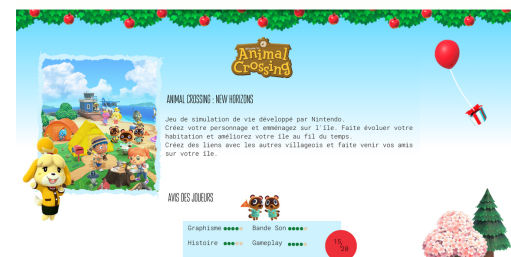 Animal
Crossing
ANIMAL CROSSING : NEW HORIZONS
Jeu de simulation de vie développé par Nintendo.
Créez votre personnage et emménagez sur l'île. Faite évoluer votre
habitation et améliorez votre île au fil du temps.
Créez des liens avec les autres villageois et faite venir vos amis
sur votre île.
AVIS DES JOUEURS
Graphisme Bande Son
Histoire Gameplay
15
/20